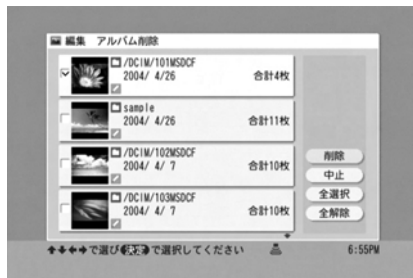 編集 アルバム削除
/DCIM/101MSDCF
2004/ 4/26 合計4枚
sample
2004/ 4/26 合計11枚
/DCIM/102MSDCF
2004/ 4/ 7 合計10枚
/DCIM/103MSDCF
2004/ 4/ 7 合計10枚
削除
中止
全選択
全解除
↑↓←→で選び決定で選択してください 6:55PM